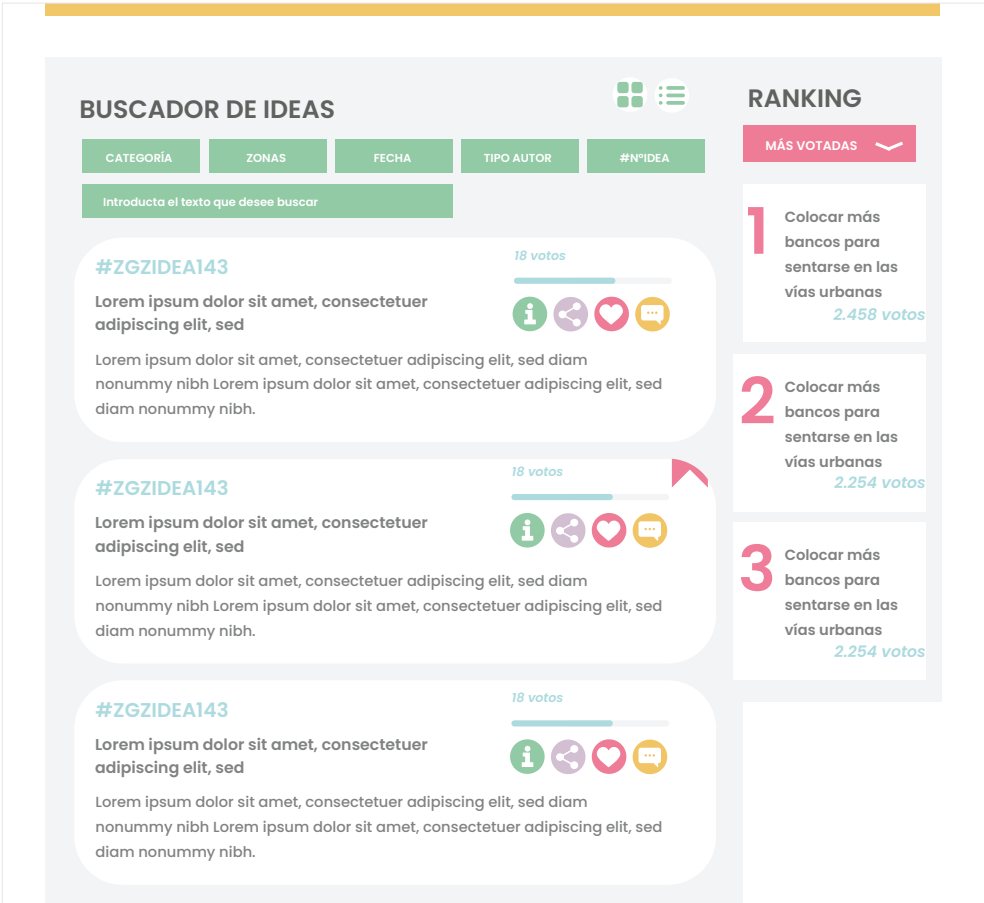 BUSCADOR DE IDEAS
CATEGORÍA
ZONAS
FECHA
TIPO AUTOR
#NºIDEA
Introducta el texto que desee buscar
#ZGZIDEA143
18 votos
Lorem ipsum dolor sit amet, consectetuer
adipiscing elit, sed
Lorem ipsum dolor sit amet, consectetuer adipiscing elit, sed diam
nonummy nibh Lorem ipsum dolor sit amet, consectetuer adipiscing elit, sed
diam nonummy nibh.
#ZGZIDEA143
18 votos
Lorem ipsum dolor sit amet, consectetuer
adipiscing elit, sed
Lorem ipsum dolor sit amet, consectetuer adipiscing elit, sed diam
nonummy nibh Lorem ipsum dolor sit amet, consectetuer adipiscing elit, sed
diam nonummy nibh.
#ZGZIDEA143
18 votos
Lorem ipsum dolor sit amet, consectetuer
adipiscing elit, sed
Lorem ipsum dolor sit amet, consectetuer adipiscing elit, sed diam
nonummy nibh Lorem ipsum dolor sit amet, consectetuer adipiscing elit, sed
diam nonummy nibh.
RANKING
MÁS VOTADAS
1
Colocar más
bancos para
sentarse en las
vías urbanas
2.458 votos
2
Colocar más
bancos para
sentarse en las
vías urbanas
2.254 votos
3
Colocar más
bancos para
sentarse en las
vías urbanas
2.254 votos